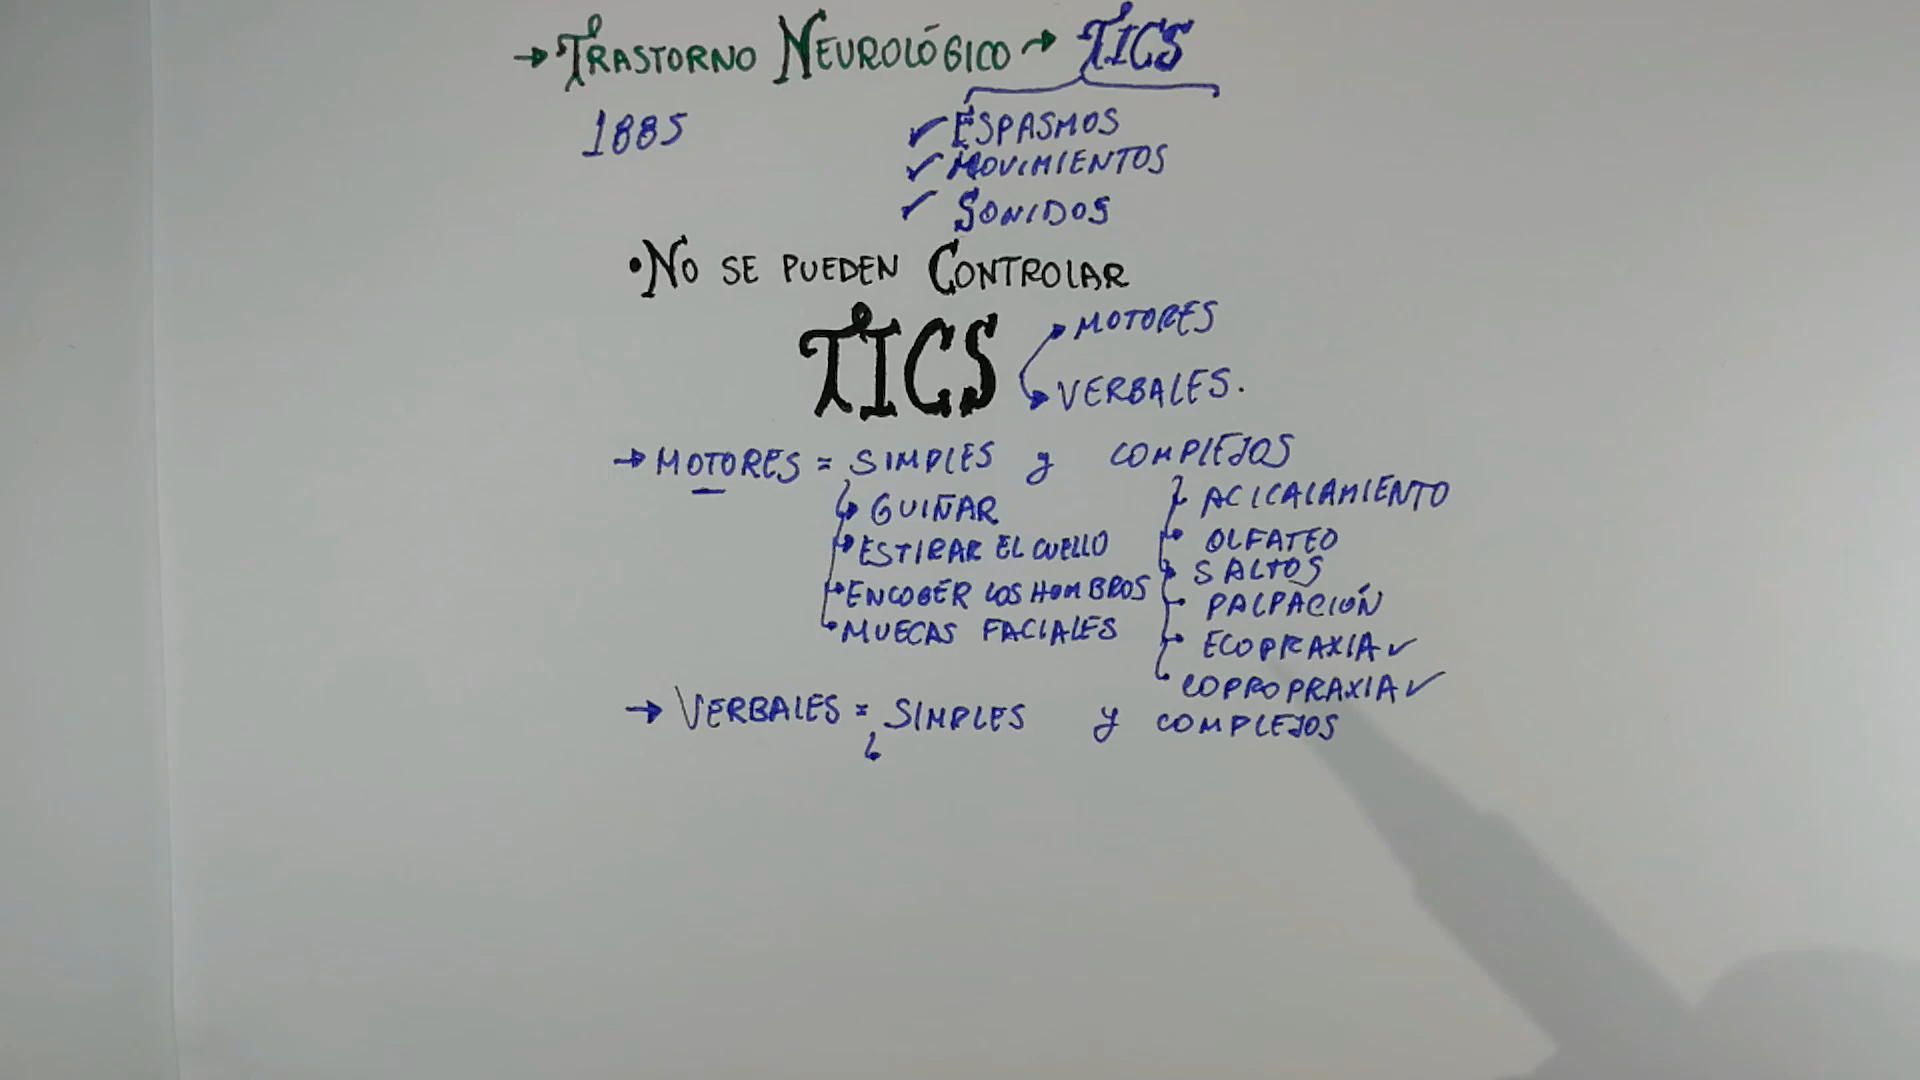 → TRASTORNO NEUROLÓGICO → TICS
1885
✓ ESPASMOS
✓ MOVIMIENTOS
✓ SONIDOS
• NO SE PUEDEN CONTROLAR
TICS
MOTORES
VERBALES.
→ MOTORES = SIMPLES y COMPLEJOS
GUIÑAR
ESTIRAR EL CUELLO
ENCOGER LOS HOMBROS
MUECAS FACIALES
ACICALAMIENTO
OLFATEO
SALTOS
PALPACIÓN
ECOPRAXIA ✓
COPROPRAXIA ✓
→ VERBALES = SIMPLES y COMPLEJOS